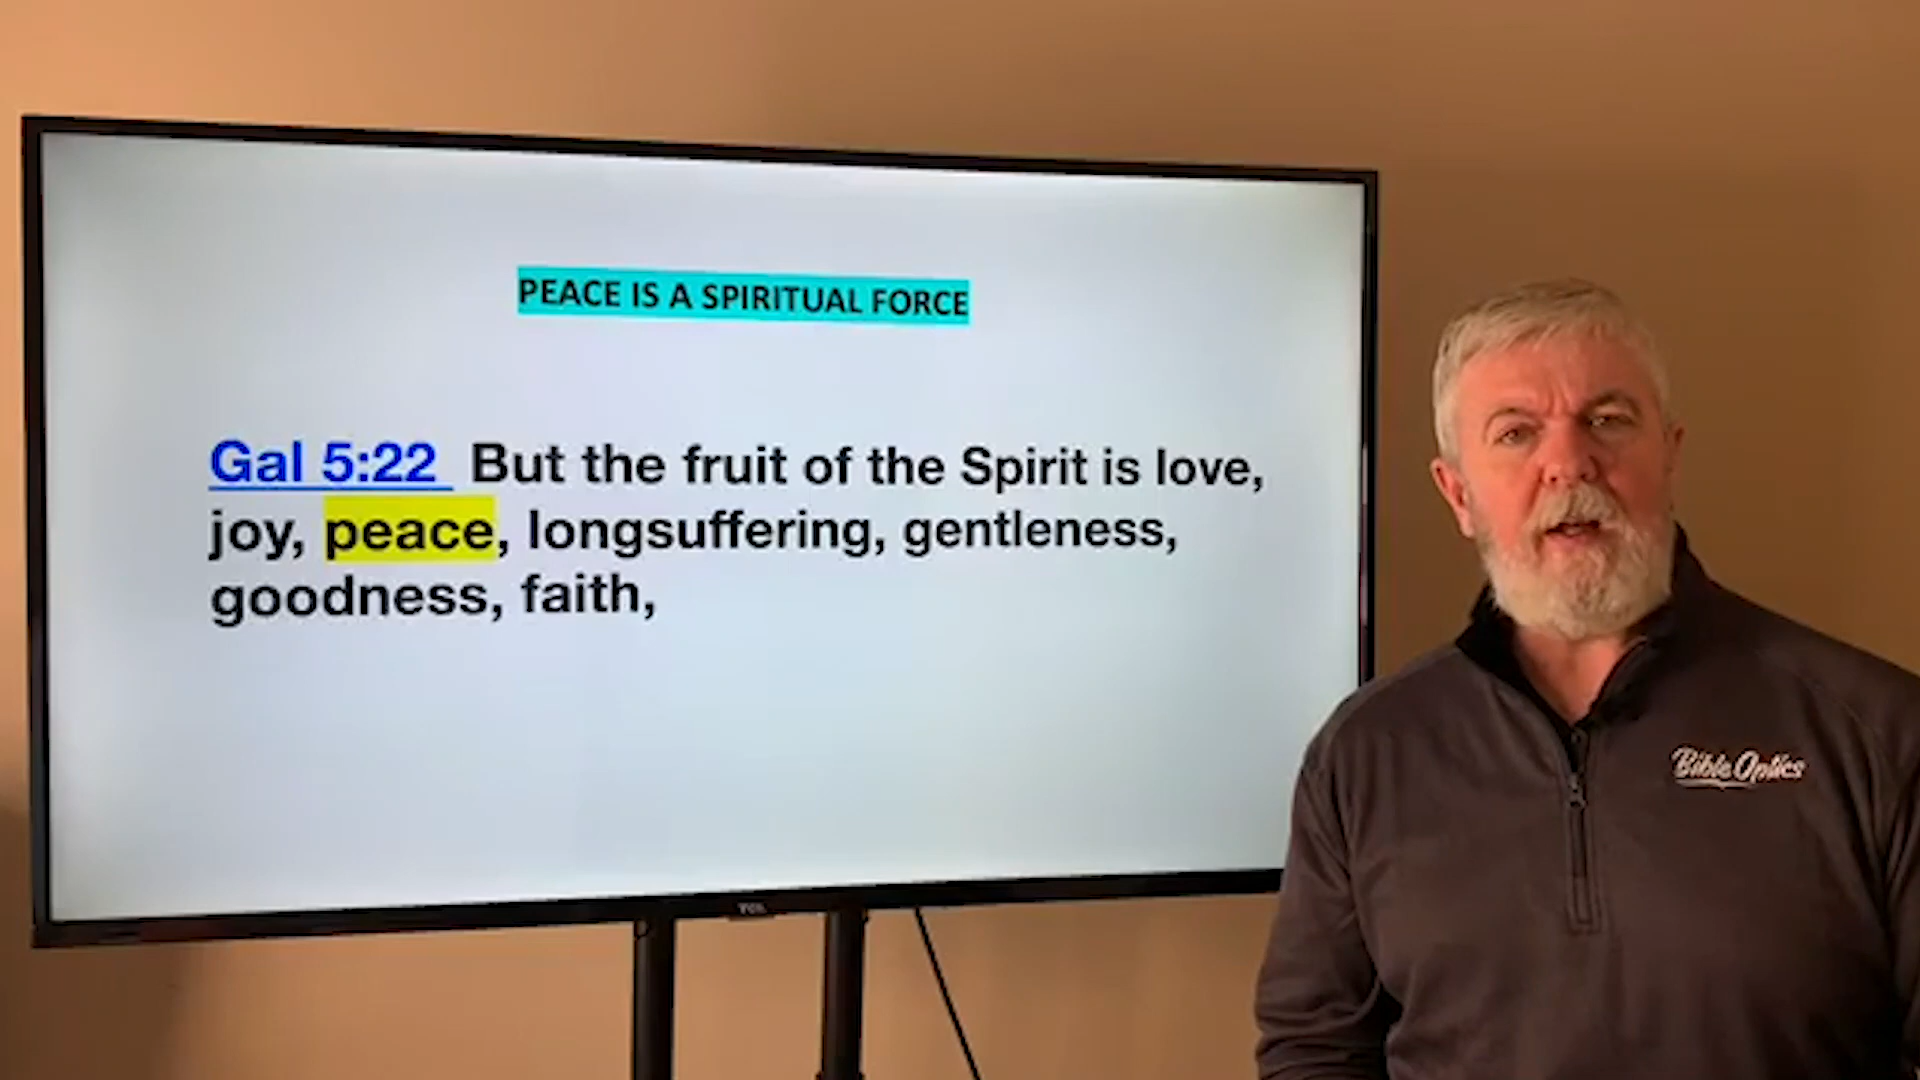 PEACE IS A SPIRITUAL FORCE
Gal 5:22 But the fruit of the Spirit is love,
joy, peace, longsuffering, gentleness,
goodness, faith,
Bible Optics
TCL